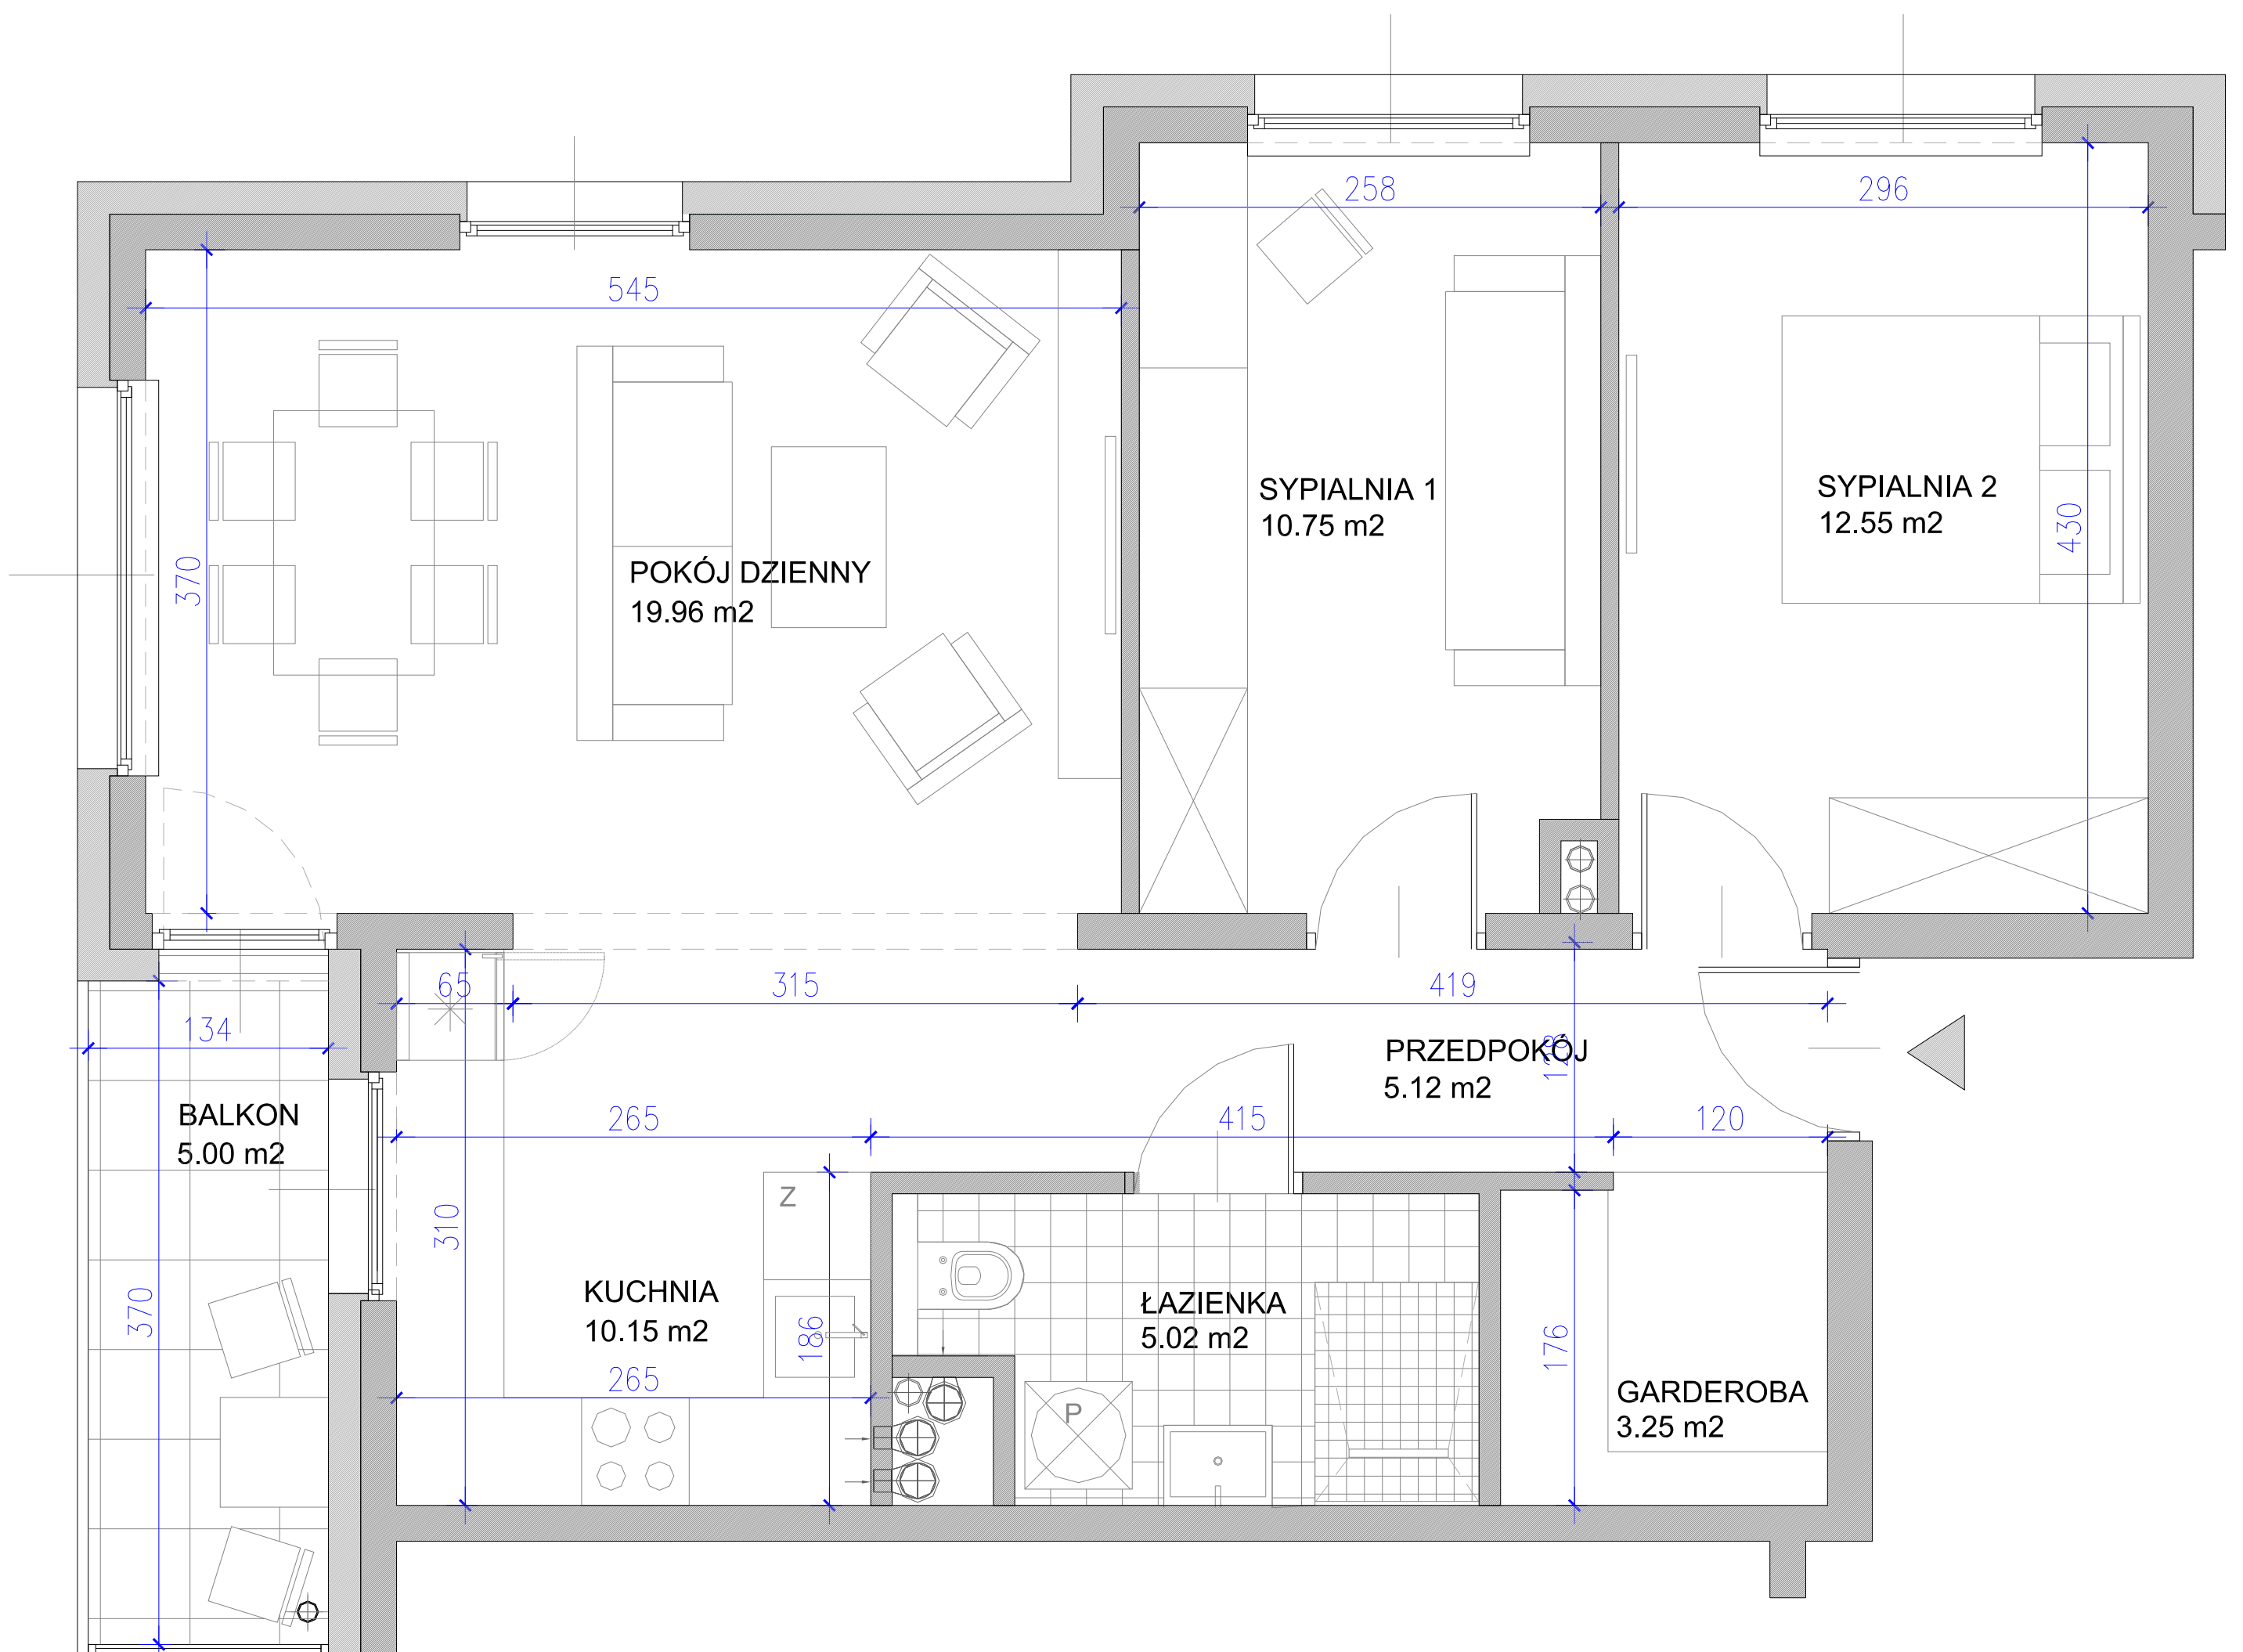 258
296
545
SYPIALNIA 1
10.75 m2
SYPIALNIA 2
12.55 m2
430
370
POKÓJ DZIENNY
19.96 m2
65
315
419
134
PRZEDPOKÓJ
5.12 m2
128
BALKON
5.00 m2
265
415
120
Z
310
KUCHNIA
10.15 m2
186
ŁAZIENKA
5.02 m2
370
176
265
P
GARDEROBA
3.25 m2